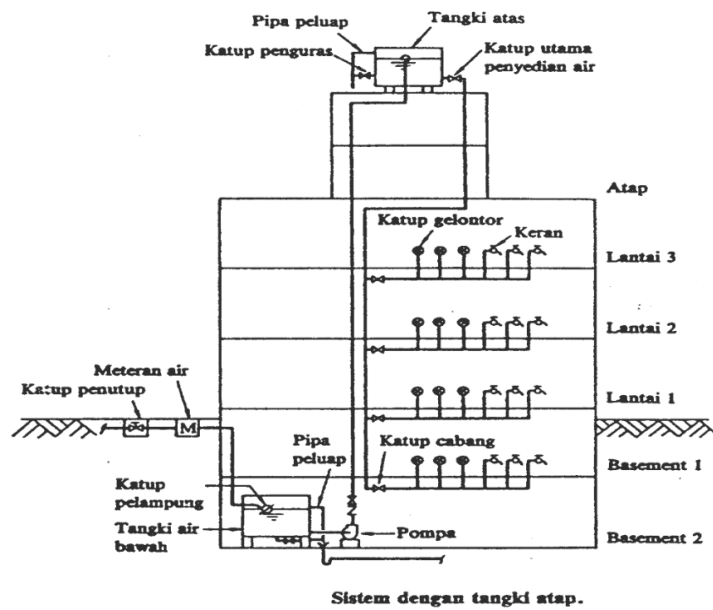 Pipa peluap
Tangki atas
Katup penguras
Katup utama
penyedian air
Atap
Katup gelontor
Keran
Lantai 3
Lantai 2
Meteran air
Katup penutup
Lantai 1
M
Pipa
peluap
Katup cabang
Basement 1
Katup
pelampung
Tangki air
bawah
Pompa
Basement 2
Sistem dengan tangki atap.